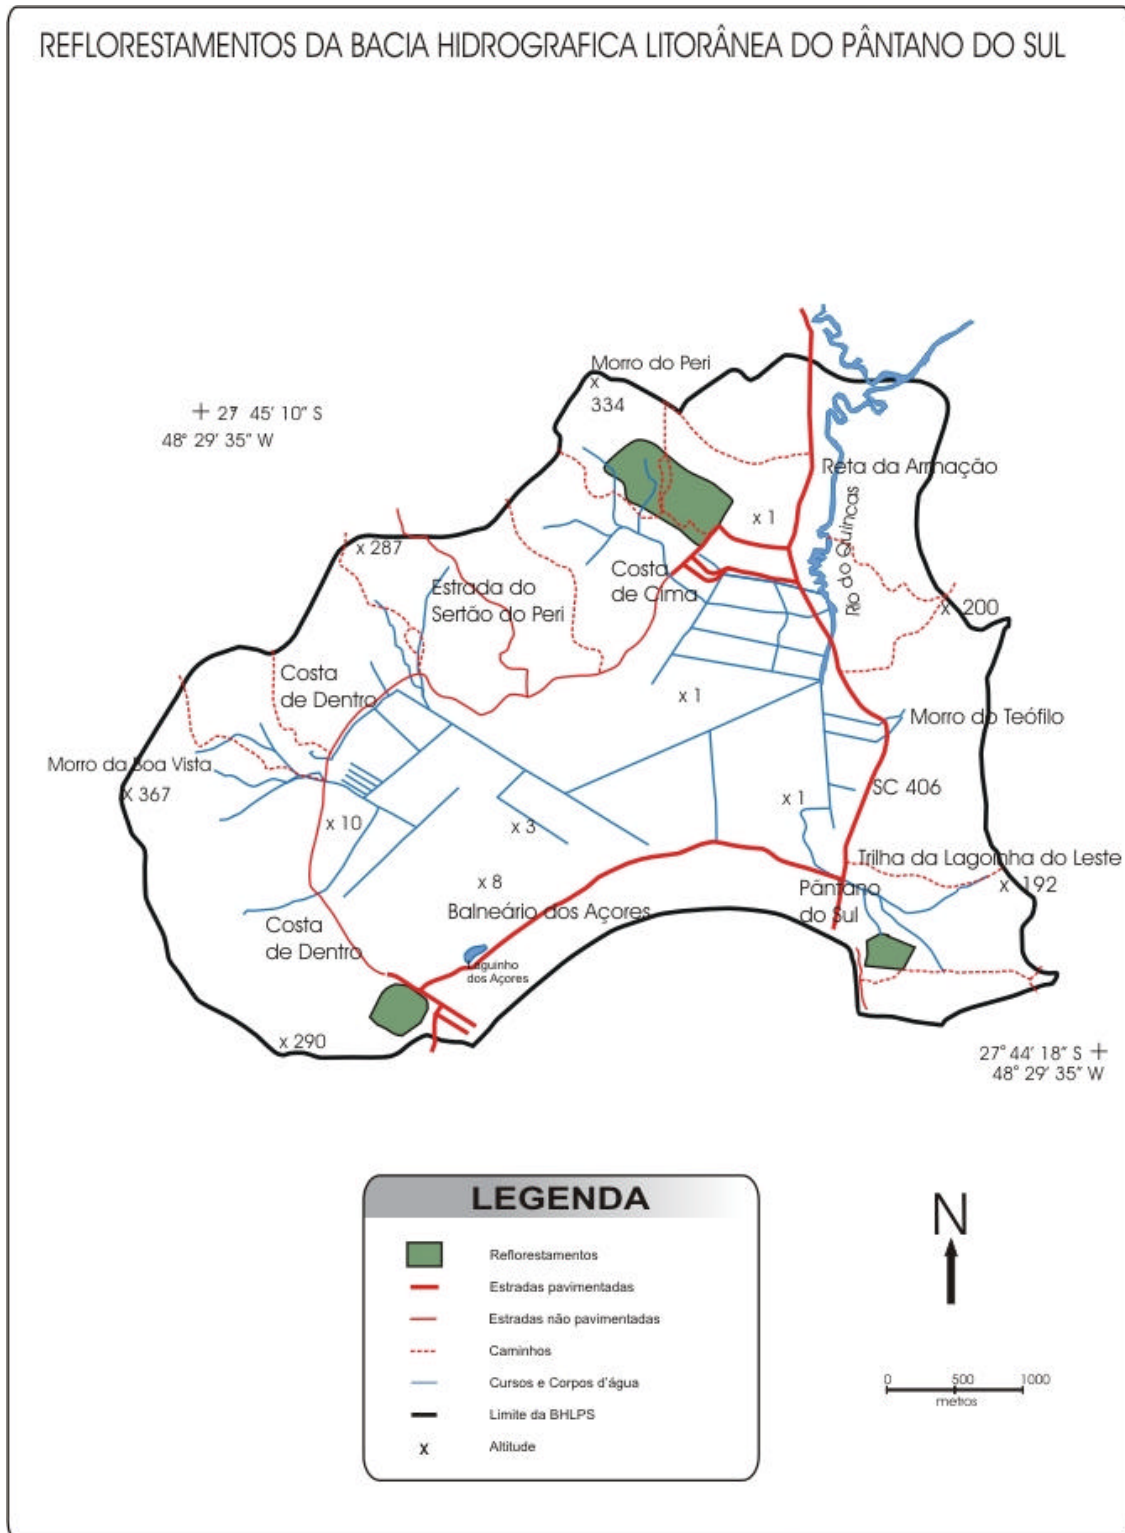 REFLORESTAMENTOS DA BACIA HIDROGRAFICA LITORÂNEA DO PÂNTANO DO SUL
Morro do Peri
x
334
27 45' 10" S
48° 29' 35" W
Reta da Armação
x 1
Rio do Quincas
x 287
Costa
de Cima
Estrada do
Sertão do Peri
x 200
Costa
de Dentro
x 1
Morro do Teófilo
Morro da Boa Vista
x 367
SC 406
x 1
x 10
x 3
Trilha da Lagoinha do Leste
x 192
x 8
Pântano
do Sul
Balneário dos Açores
Costa
de Dentro
Laguinho
dos Açores
x 290
27° 44' 18" S
48° 29' 35" W
LEGENDA
Reflorestamentos
Estradas pavimentadas
Estradas não pavimentadas
Caminhos
Cursos e Corpos d'água
Limite da BHLPS
x Altitude
N
0 500 1000
metros